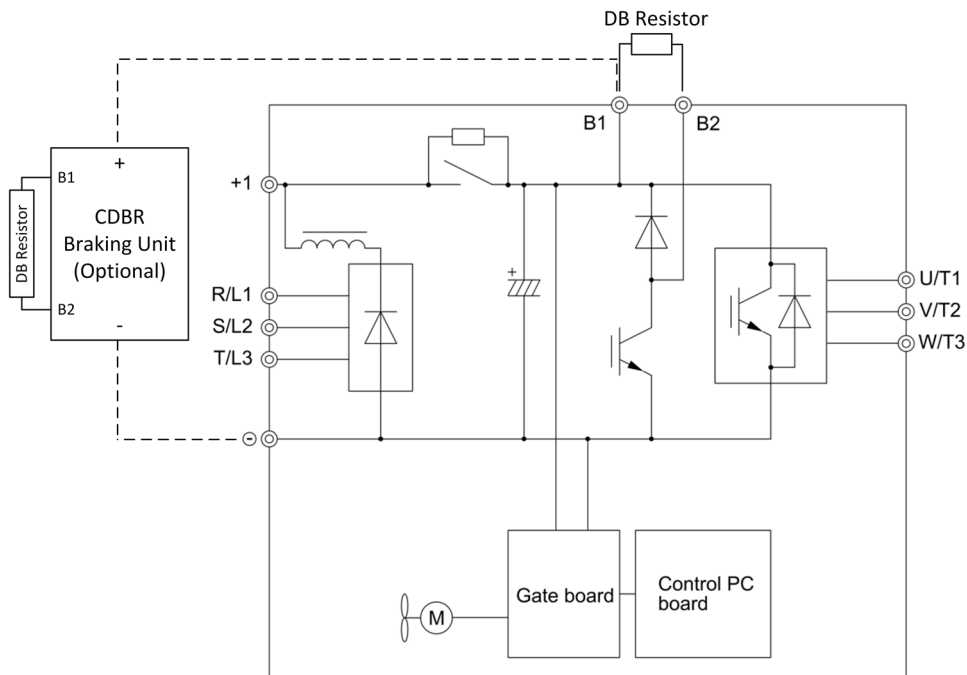 DB Resistor
B1
B2
+
B1
CDBR
Braking Unit
(Optional)
DB Resistor
B2
-
+1
+
R/L1
S/L2
T/L3
-
U/T1
V/T2
W/T3
Gate board
Control PC
board
M